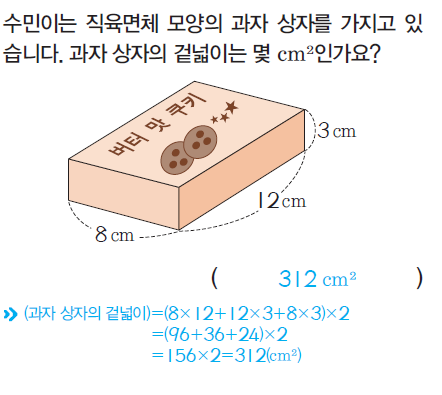 수민이는 직육면체 모양의 과자 상자를 가지고 있
습니다. 과자 상자의 겉넓이는 몇 cm²인가요?
버터 맛 쿠키
3 cm
12 cm
8 cm
( 312 cm² )
≫ (과자 상자의 겉넓이)=(8×12+12×3+8×3)×2
=(96+36+24)×2
=156×2=312(cm²)